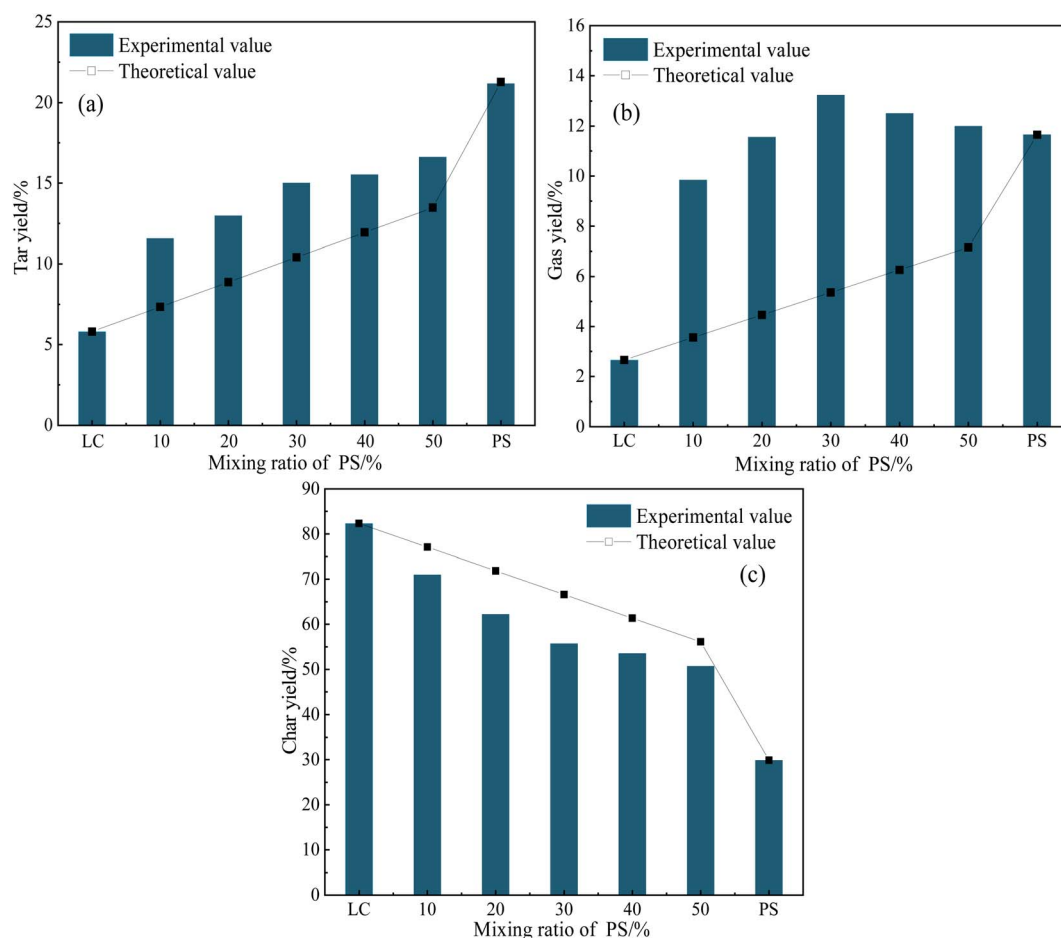 25
20
15
10
5
0
Tar yield/%
Experimental value
Theoretical value
(a)
LC 10 20 30 40 50 PS
Mixing ratio of PS/%
16
14
12
10
8
6
4
2
0
Gas yield/%
Experimental value
Theoretical value
(b)
LC 10 20 30 40 50 PS
Mixing ratio of PS/%
90
80
70
60
50
40
30
20
10
0
Char yield/%
Experimental value
Theoretical value
(c)
LC 10 20 30 40 50 PS
Mixing ratio of PS/%